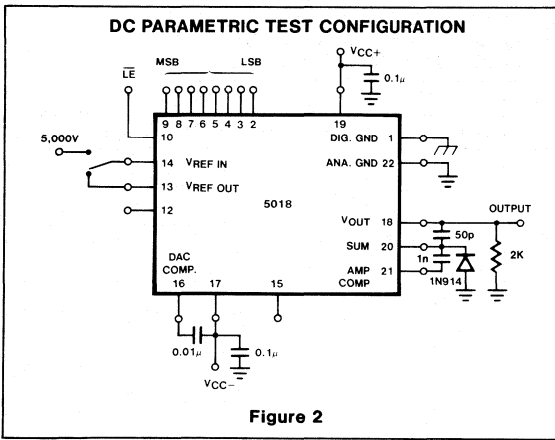 DC PARAMETRIC TEST CONFIGURATION
VCC+
LE
MSB
LSB
0.1μ
9 8 7 6 5 4 3 2
19
10
DIG. GND 1
5,000V
14 VREF IN
ANA. GND 22
13 VREF OUT
12
5018
VOUT 18
OUTPUT
50p
SUM 20
2K
1n
DAC
COMP.
AMP 21
COMP
1N914
16 17 15
0.01μ
0.1μ
VCC−
Figure 2